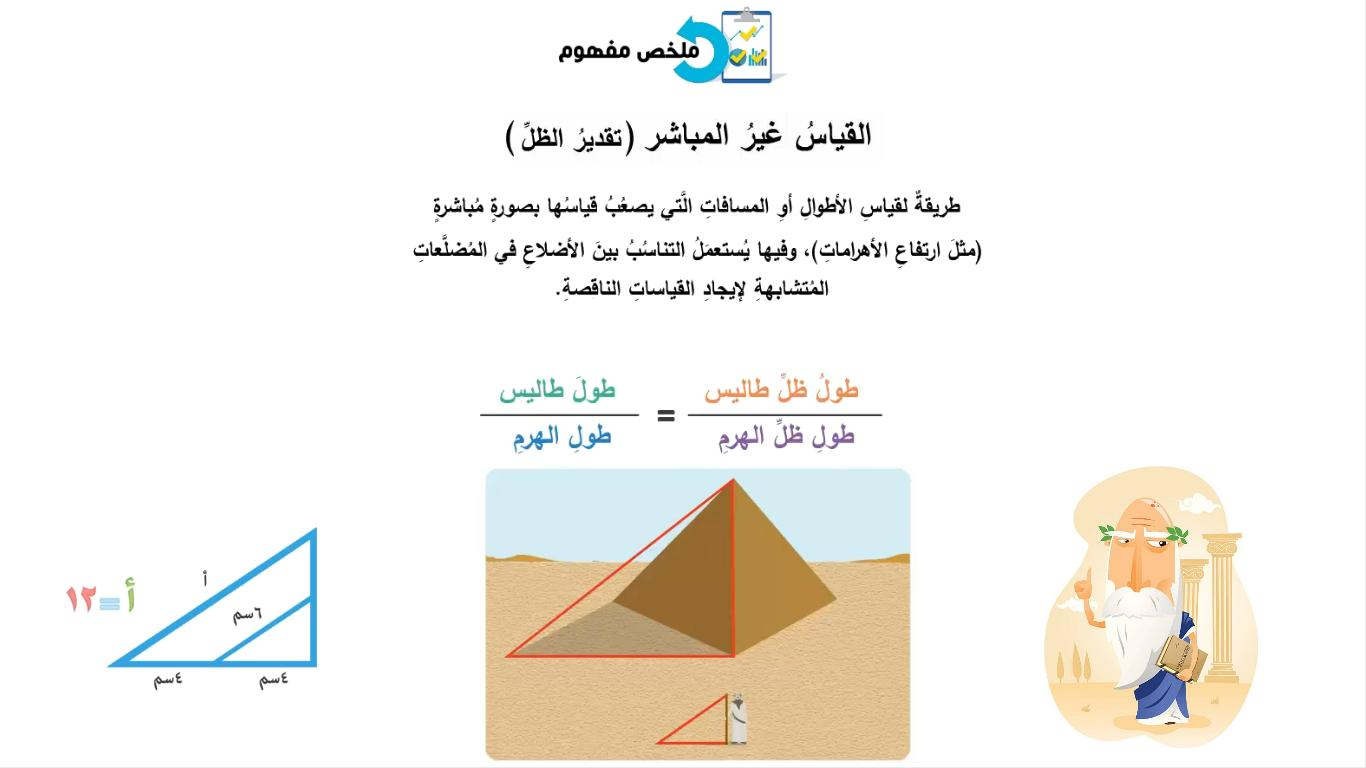 ملخص مفهوم
القياسُ غيرُ المباشر (تقديرُ الظلِّ)
طريقةٌ لقياسِ الأطوالِ أوِ المسافاتِ الَّتي يصعُبُ قياسُها بصورةٍ مُباشرةٍ
(مثلَ ارتفاعِ الأهراماتِ)، وفيها يُستعمَلُ التناسُبُ بينَ الأضلاعِ في المُضلَّعاتِ
المُتشابهةِ لإيجادِ القياساتِ الناقصةِ.
طولُ ظلِّ طاليس = طولَ طاليس
طولِ ظلِّ الهرمِ طولِ الهرمِ
أ
٦سم
أ=١٢
٤سم ٤سم